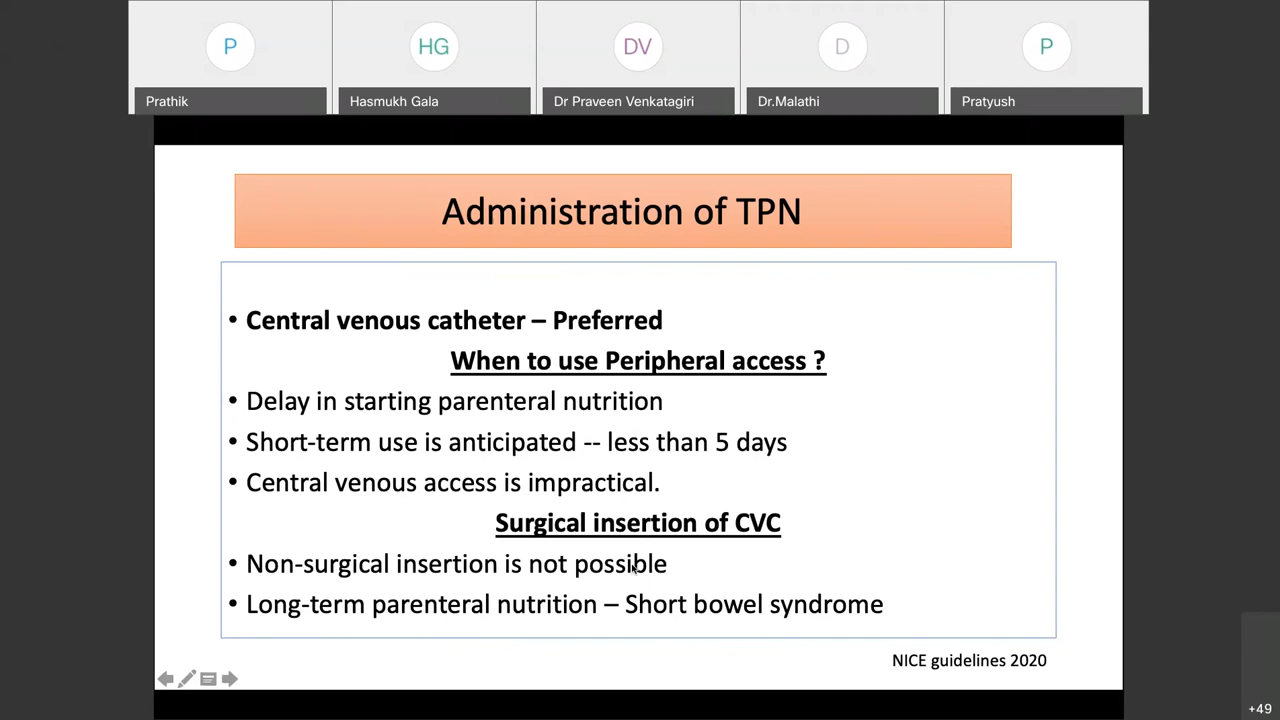 P
HG
DV
D
P
Prathik
Hasmukh Gala
Dr Praveen Venkatagiri
Dr.Malathi
Pratyush
Administration of TPN
• Central venous catheter – Preferred
When to use Peripheral access ?
• Delay in starting parenteral nutrition
• Short-term use is anticipated -- less than 5 days
• Central venous access is impractical.
Surgical insertion of CVC
• Non-surgical insertion is not possible
• Long-term parenteral nutrition – Short bowel syndrome
NICE guidelines 2020
+49